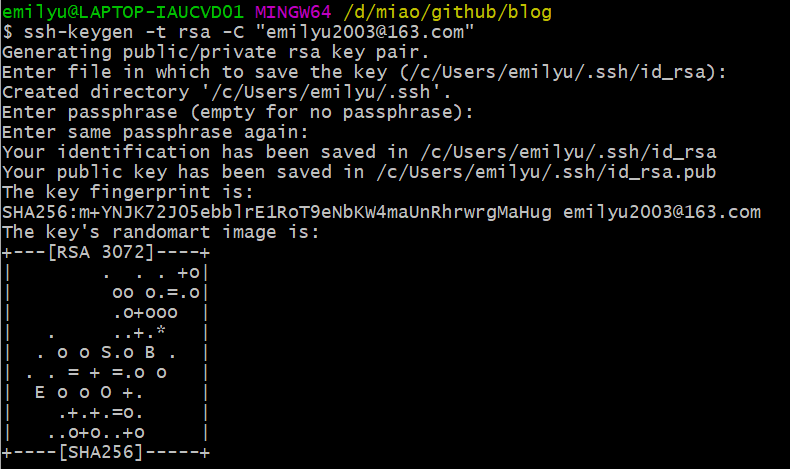 emilyu@LAPTOP-IAUCVD01 MINGW64 /d/miao/github/blog
$ ssh-keygen -t rsa -C "emilyu2003@163.com"
Generating public/private rsa key pair.
Enter file in which to save the key (/c/Users/emilyu/.ssh/id_rsa):
Created directory '/c/Users/emilyu/.ssh'.
Enter passphrase (empty for no passphrase):
Enter same passphrase again:
Your identification has been saved in /c/Users/emilyu/.ssh/id_rsa
Your public key has been saved in /c/Users/emilyu/.ssh/id_rsa.pub
The key fingerprint is:
SHA256:m+YNJK72JO5ebblrE1RoT9eNbKW4maUnRhrwrgMaHug emilyu2003@163.com
The key's randomart image is:
+---[RSA 3072]----+
|        .  . . +o|
|         oo o.=.o|
|         .o+ooo  |
|   .     ..+.*   |
|  . o o S.o B .  |
| . . = + =.o o   |
|  E o o O +.     |
|    .+.+.=o.     |
|   ..o+o..+o     |
+----[SHA256]-----+